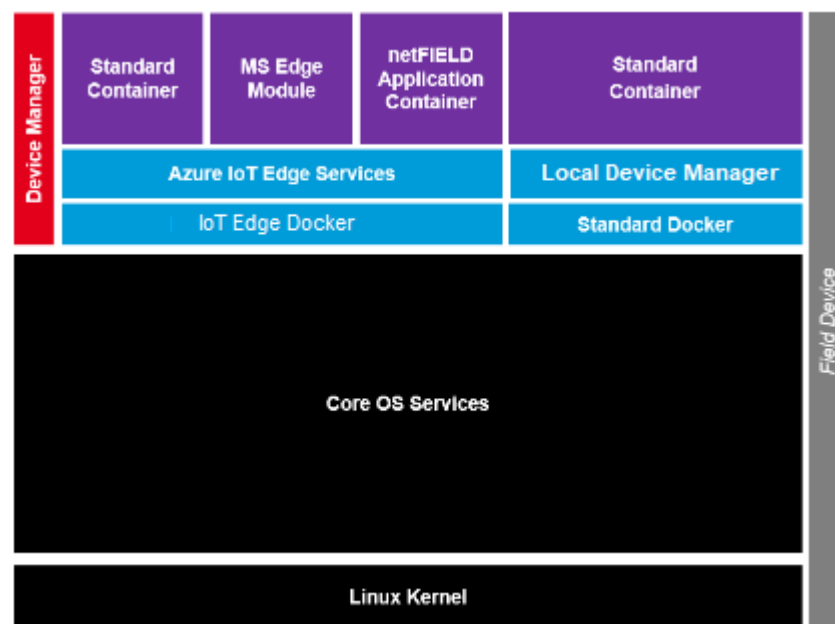 Device Manager
Standard
Container
MS Edge
Module
netFIELD
Application
Container
Standard
Container
Azure IoT Edge Services
Local Device Manager
IoT Edge Docker
Standard Docker
Core OS Services
Field Device
Linux Kernel